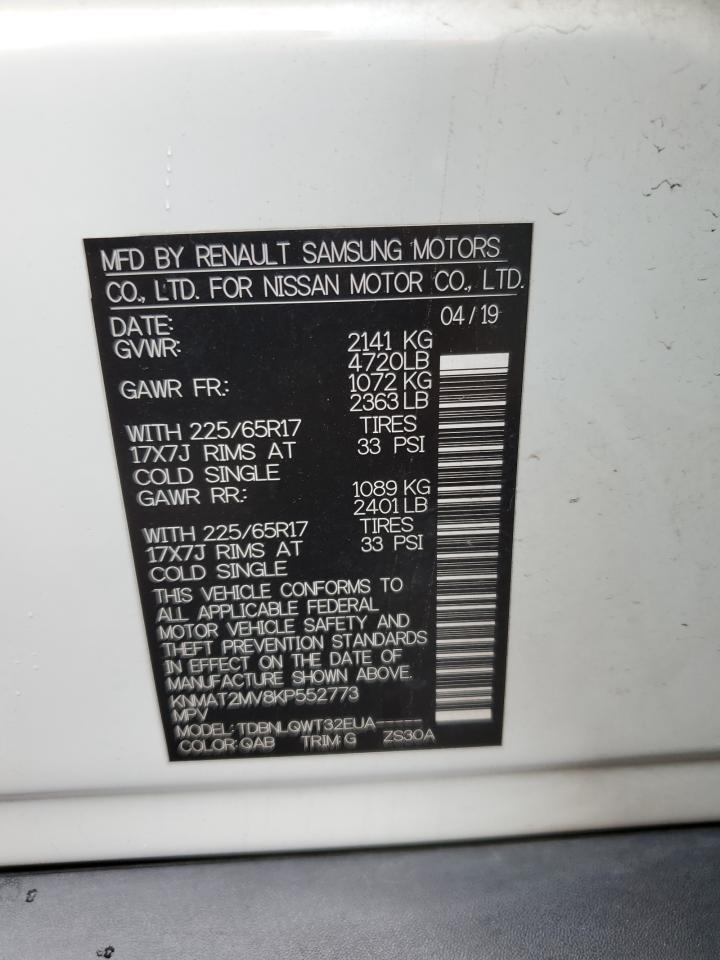 MFD BY RENAULT SAMSUNG MOTORS
CO., LTD. FOR NISSAN MOTOR CO., LTD.
DATE: 04/19
GVWR: 2141 KG
4720LB
GAWR FR: 1072 KG
2363 LB
WITH 225/65R17 TIRES
17X7J RIMS AT 33 PSI
COLD SINGLE
GAWR RR: 1089 KG
2401 LB
WITH 225/65R17 TIRES
17X7J RIMS AT 33 PSI
COLD SINGLE
THIS VEHICLE CONFORMS TO
ALL APPLICABLE FEDERAL
MOTOR VEHICLE SAFETY AND
THEFT PREVENTION STANDARDS
IN EFFECT ON THE DATE OF
MANUFACTURE SHOWN ABOVE.
KNMAT2MV8KP552773
MPV
MODEL: TDBNLQWT32EUA-----
COLOR: QAB TRIM: G ZS30A